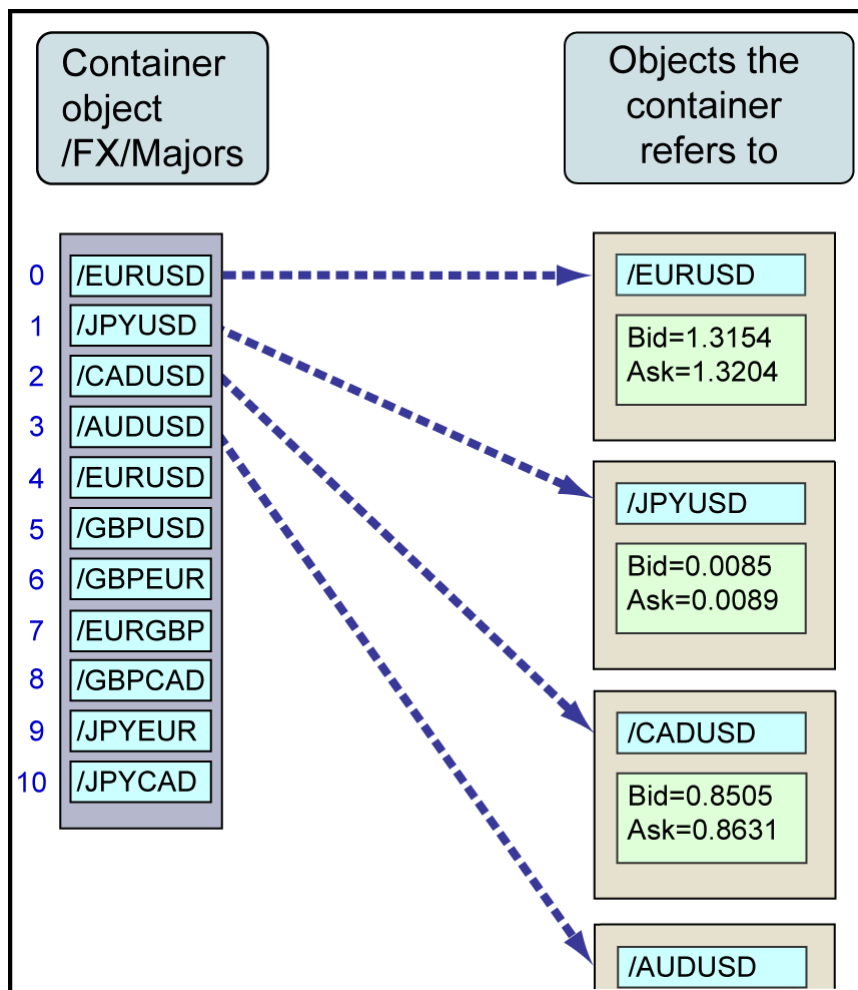 Container
object
/FX/Majors
Objects the
container
refers to
0 /EURUSD
1 /JPYUSD
2 /CADUSD
3 /AUDUSD
4 /EURUSD
5 /GBPUSD
6 /GBPEUR
7 /EURGBP
8 /GBPCAD
9 /JPYEUR
10 /JPYCAD
/EURUSD
Bid=1.3154
Ask=1.3204
/JPYUSD
Bid=0.0085
Ask=0.0089
/CADUSD
Bid=0.8505
Ask=0.8631
/AUDUSD